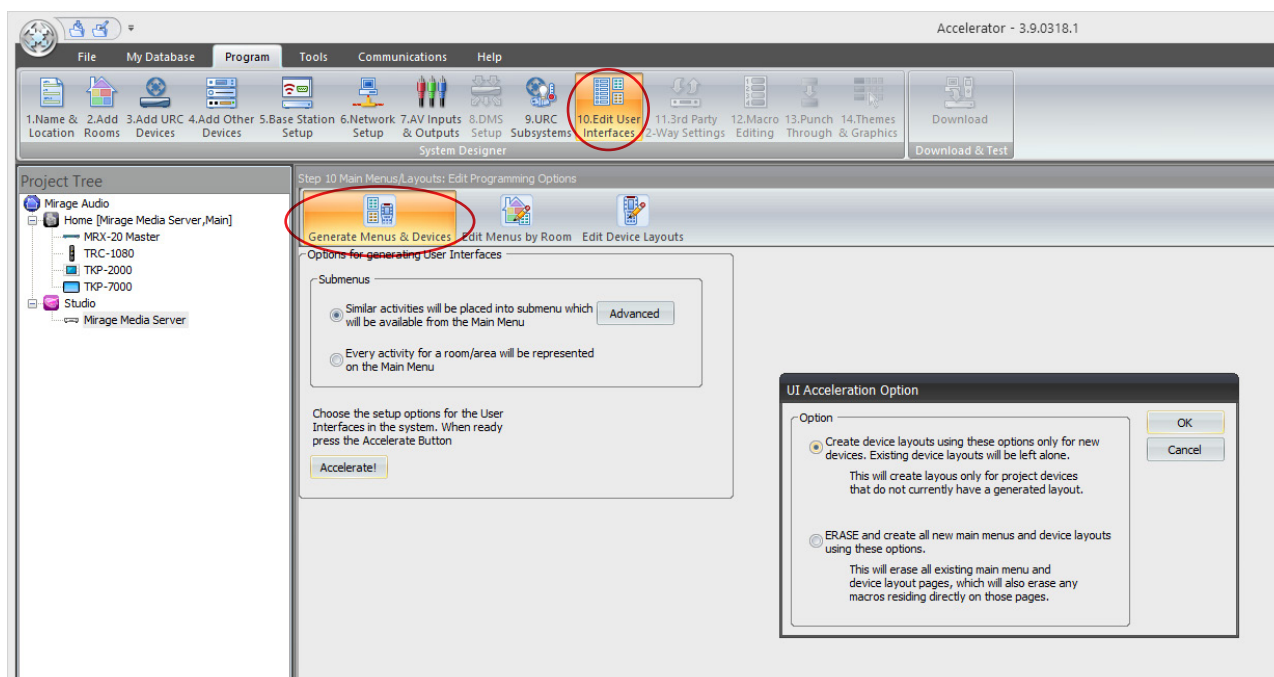 Accelerator - 3.9.0318.1
File My Database Program Tools Communications Help
1.Name & 2.Add 3.Add URC 4.Add Other 5.Base Station 6.Network 7.AV Inputs 8.DMS 9.URC 10.Edit User 11.3rd Party 12.Macro 13.Punch 14.Themes Download
Location Rooms Devices Devices Setup Setup & Outputs Setup Subsystems Interfaces 2-Way Settings Editing Through & Graphics
System Designer Download & Test
Project Tree
Mirage Audio
Home [Mirage Media Server,Main]
MRX-20 Master
TRC-1080
TKP-2000
TKP-7000
Studio
Mirage Media Server
Step 10 Main Menus/Layouts: Edit Programming Options
Generate Menus & Devices Edit Menus by Room Edit Device Layouts
Options for generating User Interfaces
Submenus
Similar activities will be placed into submenu which
will be available from the Main Menu
Advanced
Every activity for a room/area will be represented
on the Main Menu
Choose the setup options for the User
Interfaces in the system. When ready
press the Accelerate Button
Accelerate!
UI Acceleration Option
Option
OK
Cancel
Create device layouts using these options only for new
devices. Existing device layouts will be left alone.
This will create layous only for project devices
that do not currently have a generated layout.
ERASE and create all new main menus and device layouts
using these options.
This will erase all existing main menu and
device layout pages, which will also erase any
macros residing directly on those pages.